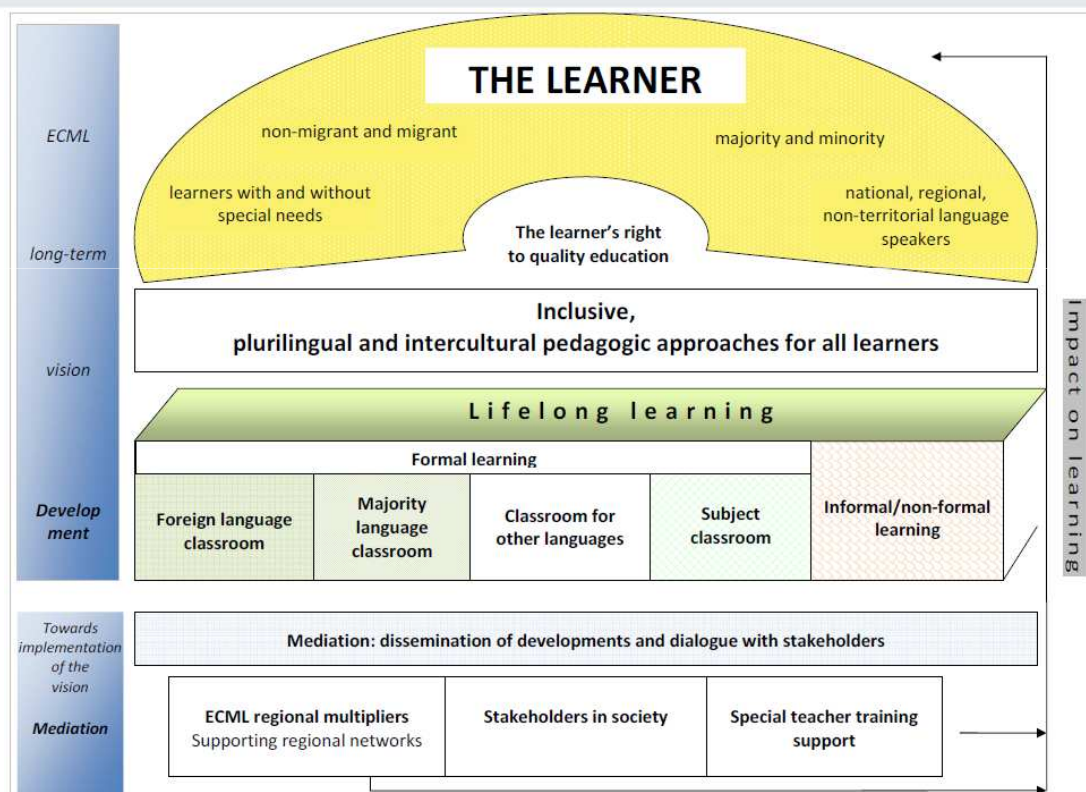 THE LEARNER
ECML
non-migrant and migrant
majority and minority
learners with and without
special needs
national, regional,
non-territorial language
speakers
The learner's right
to quality education
long-term
Inclusive,
plurilingual and intercultural pedagogic approaches for all learners
vision
Lifelong learning
Formal learning
Develop
ment
Foreign language
classroom
Majority
language
classroom
Classroom for
other languages
Subject
classroom
Informal/non-formal
learning
Impact on learning
Towards
implementation
of the
vision
Mediation
Mediation: dissemination of developments and dialogue with stakeholders
ECML regional multipliers
Supporting regional networks
Stakeholders in society
Special teacher training
support